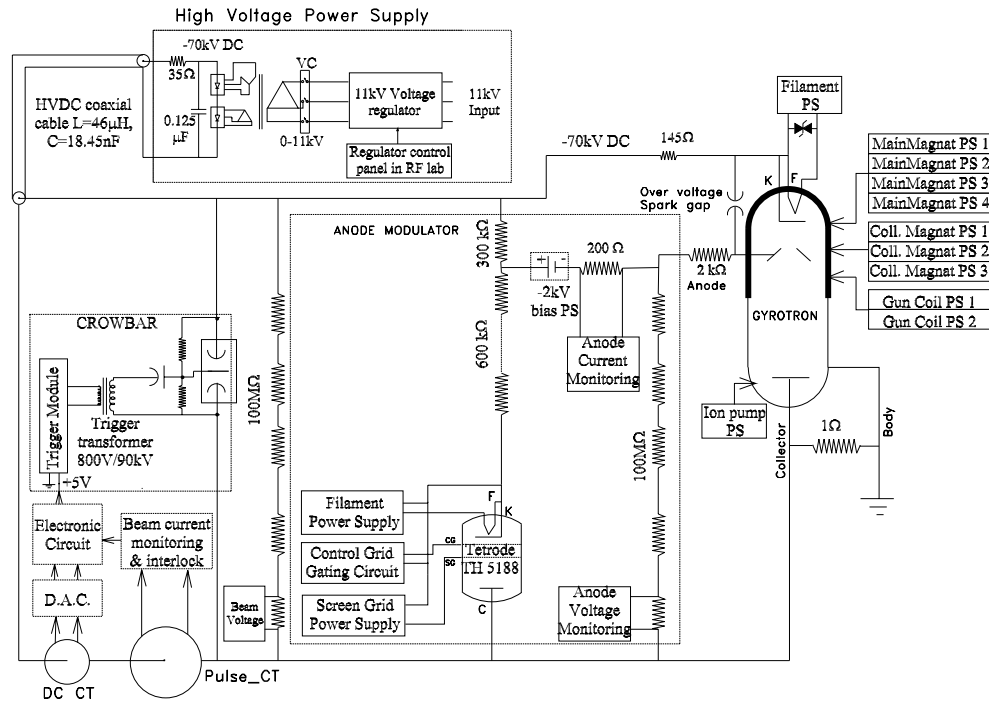 High Voltage Power Supply
-70kV DC
35Ω
VC
HVDC coaxial
cable L=46μH,
C=18.45nF
0.125
μF
0-11kV
11kV Voltage
regulator
11kV
Input
Regulator control
panel in RF lab
-70kV DC
145Ω
Filament
PS
K
F
Over voltage
Spark gap
MainMagnat PS 1
MainMagnat PS 2
MainMagnat PS 3
MainMagnat PS 4
Coll. Magnat PS 1
Coll. Magnat PS 2
Coll. Magnat PS 3
Gun Coil PS 1
Gun Coil PS 2
ANODE MODULATOR
300 kΩ
+
-
-2kV
bias PS
200 Ω
2 kΩ
Anode
GYROTRON
600 kΩ
Anode
Current
Monitoring
100MΩ
Ion pump
PS
Collector
1Ω
Body
CROWBAR
Trigger Module
Trigger
transformer
800V/90kV
+5V
100MΩ
Electronic
Circuit
Beam current
monitoring
& interlock
D.A.C.
DC CT
Pulse_CT
Beam
Voltage
Filament
Power Supply
Control Grid
Gating Circuit
Screen Grid
Power Supply
F
K
CG
SG
Tetrode
TH 5188
C
Anode
Voltage
Monitoring